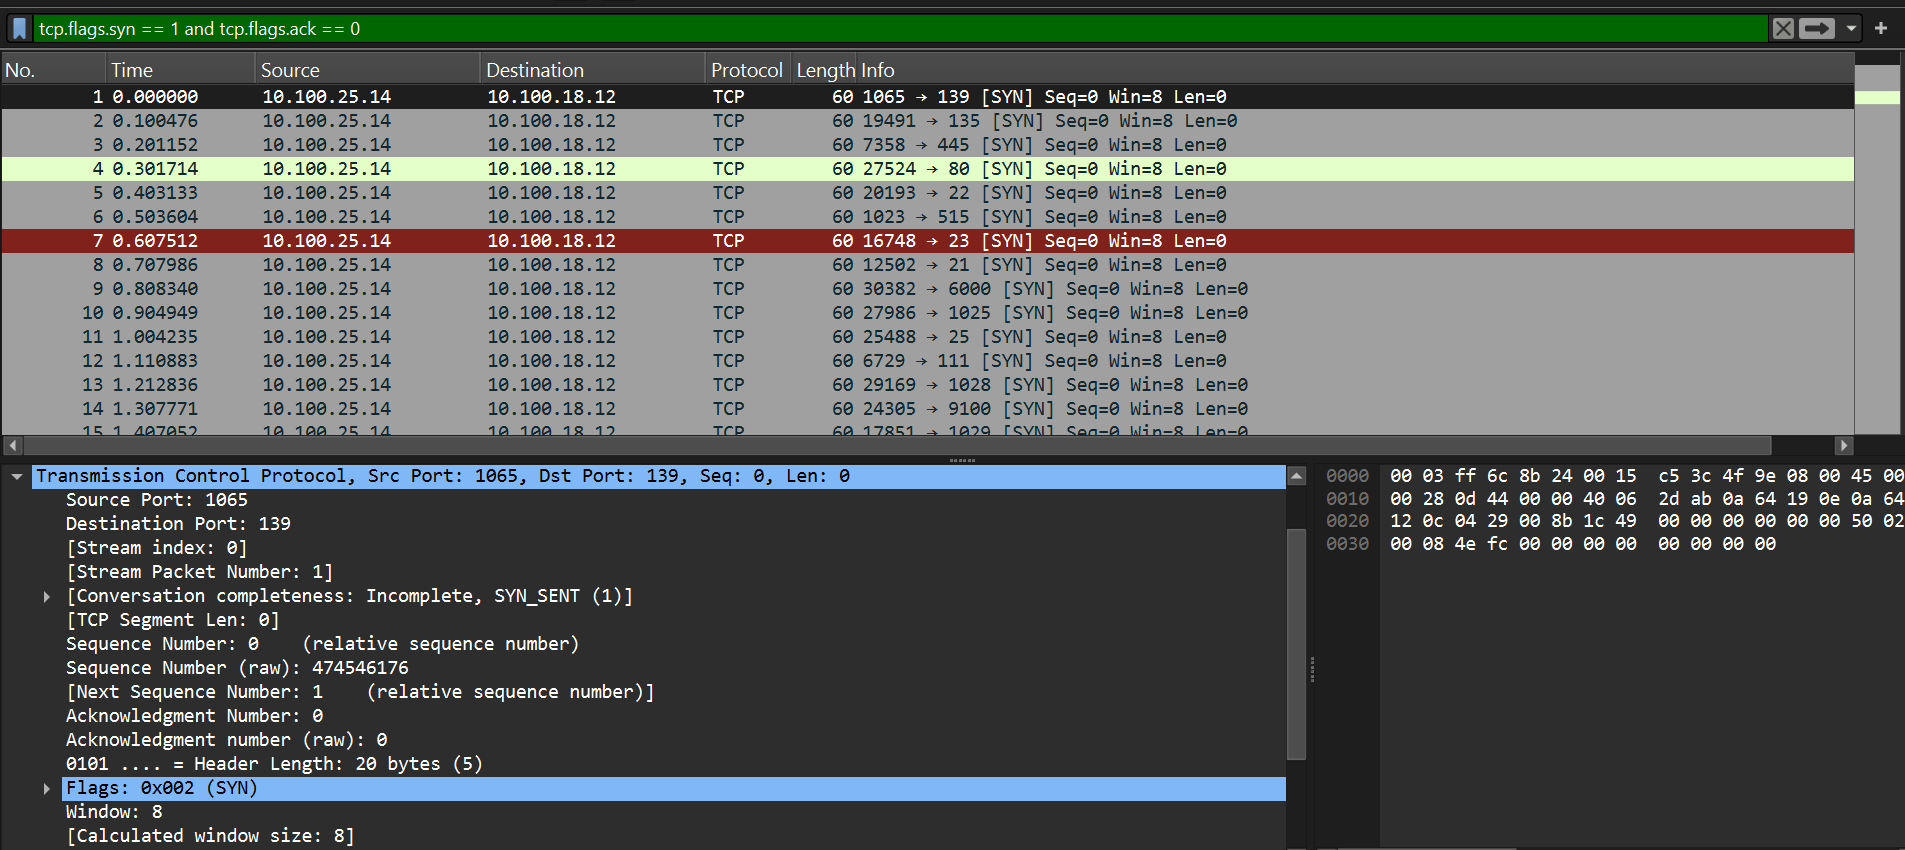 tcp.flags.syn == 1 and tcp.flags.ack == 0
No. Time Source Destination Protocol Length Info
1 0.000000 10.100.25.14 10.100.18.12 TCP 60 1065 → 139 [SYN] Seq=0 Win=8 Len=0
2 0.100476 10.100.25.14 10.100.18.12 TCP 60 19491 → 135 [SYN] Seq=0 Win=8 Len=0
3 0.201152 10.100.25.14 10.100.18.12 TCP 60 7358 → 445 [SYN] Seq=0 Win=8 Len=0
4 0.301714 10.100.25.14 10.100.18.12 TCP 60 27524 → 80 [SYN] Seq=0 Win=8 Len=0
5 0.403133 10.100.25.14 10.100.18.12 TCP 60 20193 → 22 [SYN] Seq=0 Win=8 Len=0
6 0.503604 10.100.25.14 10.100.18.12 TCP 60 1023 → 515 [SYN] Seq=0 Win=8 Len=0
7 0.607512 10.100.25.14 10.100.18.12 TCP 60 16748 → 23 [SYN] Seq=0 Win=8 Len=0
8 0.707986 10.100.25.14 10.100.18.12 TCP 60 12502 → 21 [SYN] Seq=0 Win=8 Len=0
9 0.808340 10.100.25.14 10.100.18.12 TCP 60 30382 → 6000 [SYN] Seq=0 Win=8 Len=0
10 0.904949 10.100.25.14 10.100.18.12 TCP 60 27986 → 1025 [SYN] Seq=0 Win=8 Len=0
11 1.004235 10.100.25.14 10.100.18.12 TCP 60 25488 → 25 [SYN] Seq=0 Win=8 Len=0
12 1.110883 10.100.25.14 10.100.18.12 TCP 60 6729 → 111 [SYN] Seq=0 Win=8 Len=0
13 1.212836 10.100.25.14 10.100.18.12 TCP 60 29169 → 1028 [SYN] Seq=0 Win=8 Len=0
14 1.307771 10.100.25.14 10.100.18.12 TCP 60 24305 → 9100 [SYN] Seq=0 Win=8 Len=0
15 1.407052 10.100.25.14 10.100.18.12 TCP 60 17851 → 1029 [SYN] Seq=0 Win=8 Len=0
Transmission Control Protocol, Src Port: 1065, Dst Port: 139, Seq: 0, Len: 0
Source Port: 1065
Destination Port: 139
[Stream index: 0]
[Stream Packet Number: 1]
[Conversation completeness: Incomplete, SYN_SENT (1)]
[TCP Segment Len: 0]
Sequence Number: 0 (relative sequence number)
Sequence Number (raw): 474546176
[Next Sequence Number: 1 (relative sequence number)]
Acknowledgment Number: 0
Acknowledgment number (raw): 0
0101 .... = Header Length: 20 bytes (5)
Flags: 0x002 (SYN)
Window: 8
[Calculated window size: 8]
0000 00 03 ff 6c 8b 24 00 15 c5 3c 4f 9e 08 00 45 00
0010 00 28 0d 44 00 00 40 06 2d ab 0a 64 19 0e 0a 64
0020 12 0c 04 29 00 8b 1c 49 00 00 00 00 00 00 50 02
0030 00 08 4e fc 00 00 00 00 00 00 00 00